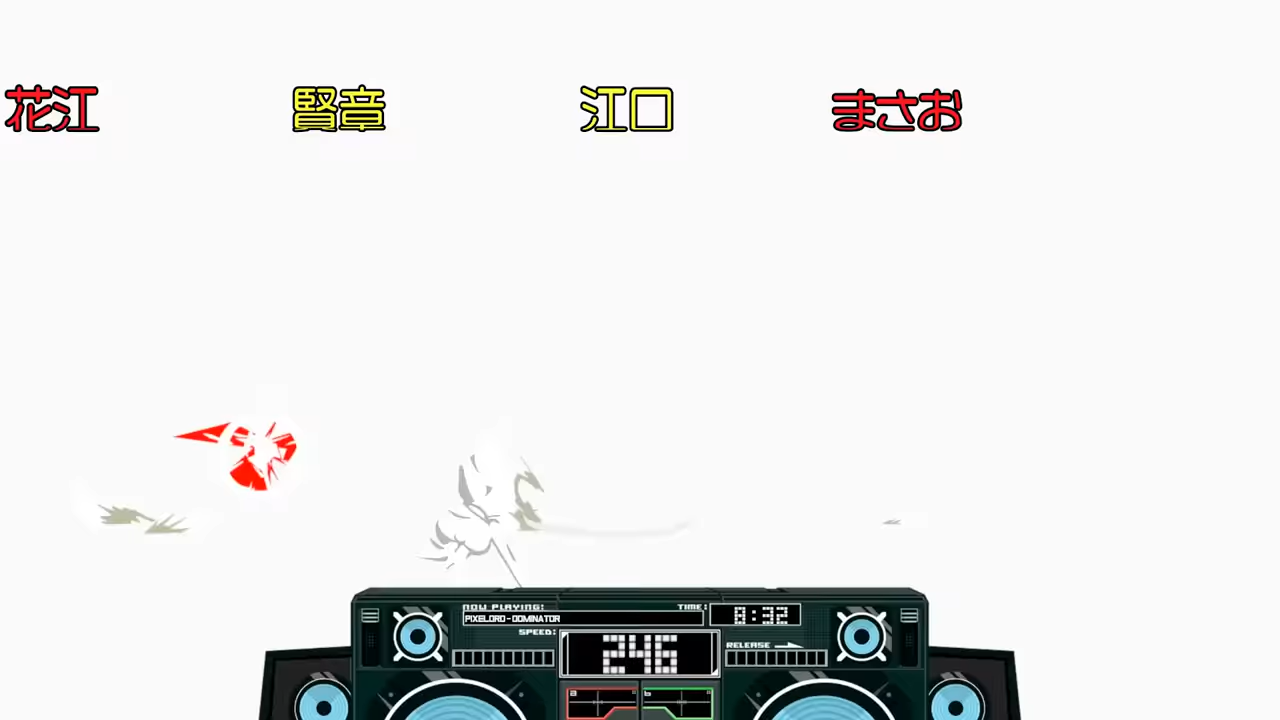 花江 賢章 江口 まさお
NOW PLAYING:
TIME:
0:32
PIXELORD - DOMINATOR
SPEED:
246
RELEASE
a b